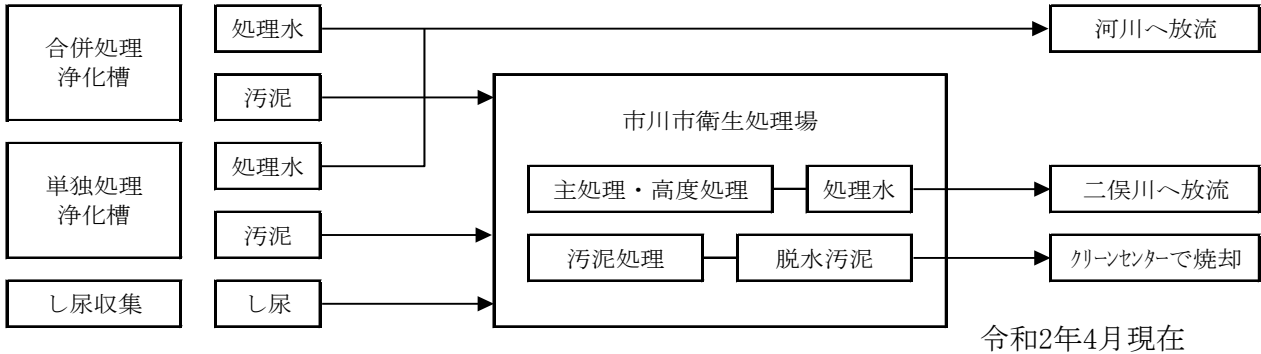 合併処理
浄化槽
処理水
河川へ放流
汚泥
市川市衛生処理場
単独処理
浄化槽
処理水
主処理・高度処理
処理水
二俣川へ放流
汚泥
汚泥処理
脱水汚泥
ｸﾘｰﾝｾﾝﾀｰで焼却
し尿収集
し尿
令和2年4月現在